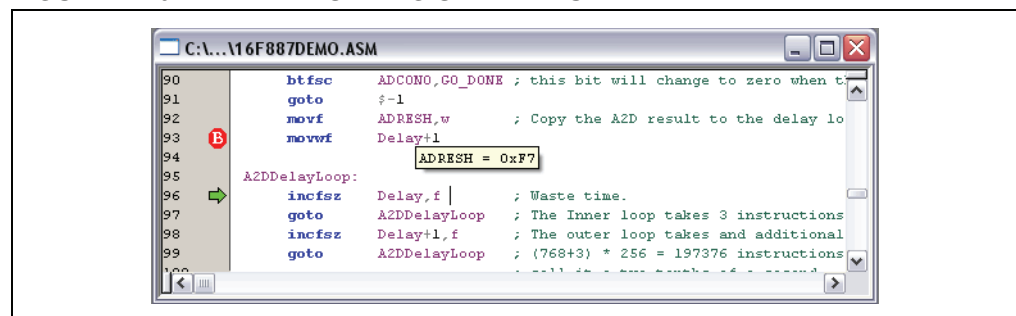 C:\...\16F887DEMO.ASM
90 btfsc ADCON0,GO_DONE ; this bit will change to zero when
91 goto $-1
92 movf ADRESH,w ; Copy the A2D result to the delay lo
93 B movwf Delay+1
94 ADRESH = 0xF7
95 A2DDelayLoop:
96 incfsz Delay,f ; Waste time.
97 goto A2DDelayLoop ; The Inner loop takes 3 instructions
98 incfsz Delay+1,f ; The outer loop takes and additional
99 goto A2DDelayLoop ; (768+3) * 256 = 197376 instructions